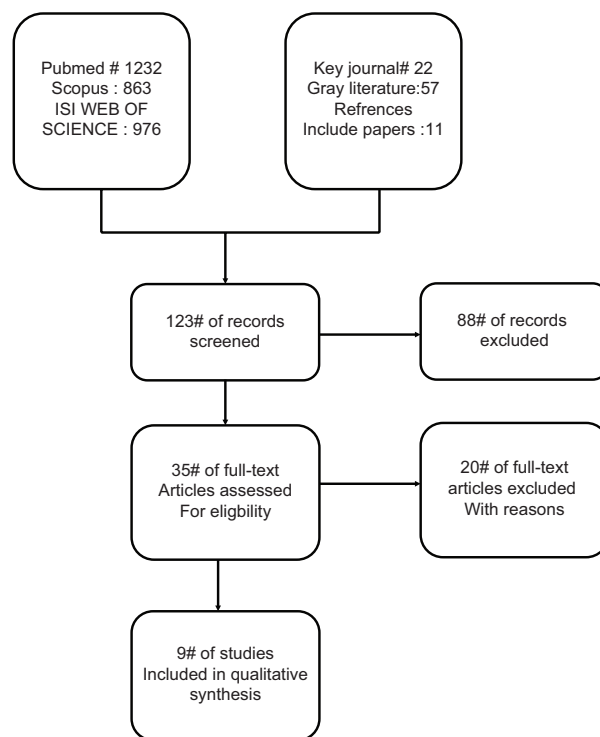 Pubmed # 1232
Scopus : 863
ISI WEB OF
SCIENCE : 976
Key journal# 22
Gray literature:57
Refrences
Include papers :11
123# of records
screened
88# of records
excluded
35# of full-text
Articles assessed
For eligbility
20# of full-text
articles excluded
With reasons
9# of studies
Included in qualitative
synthesis